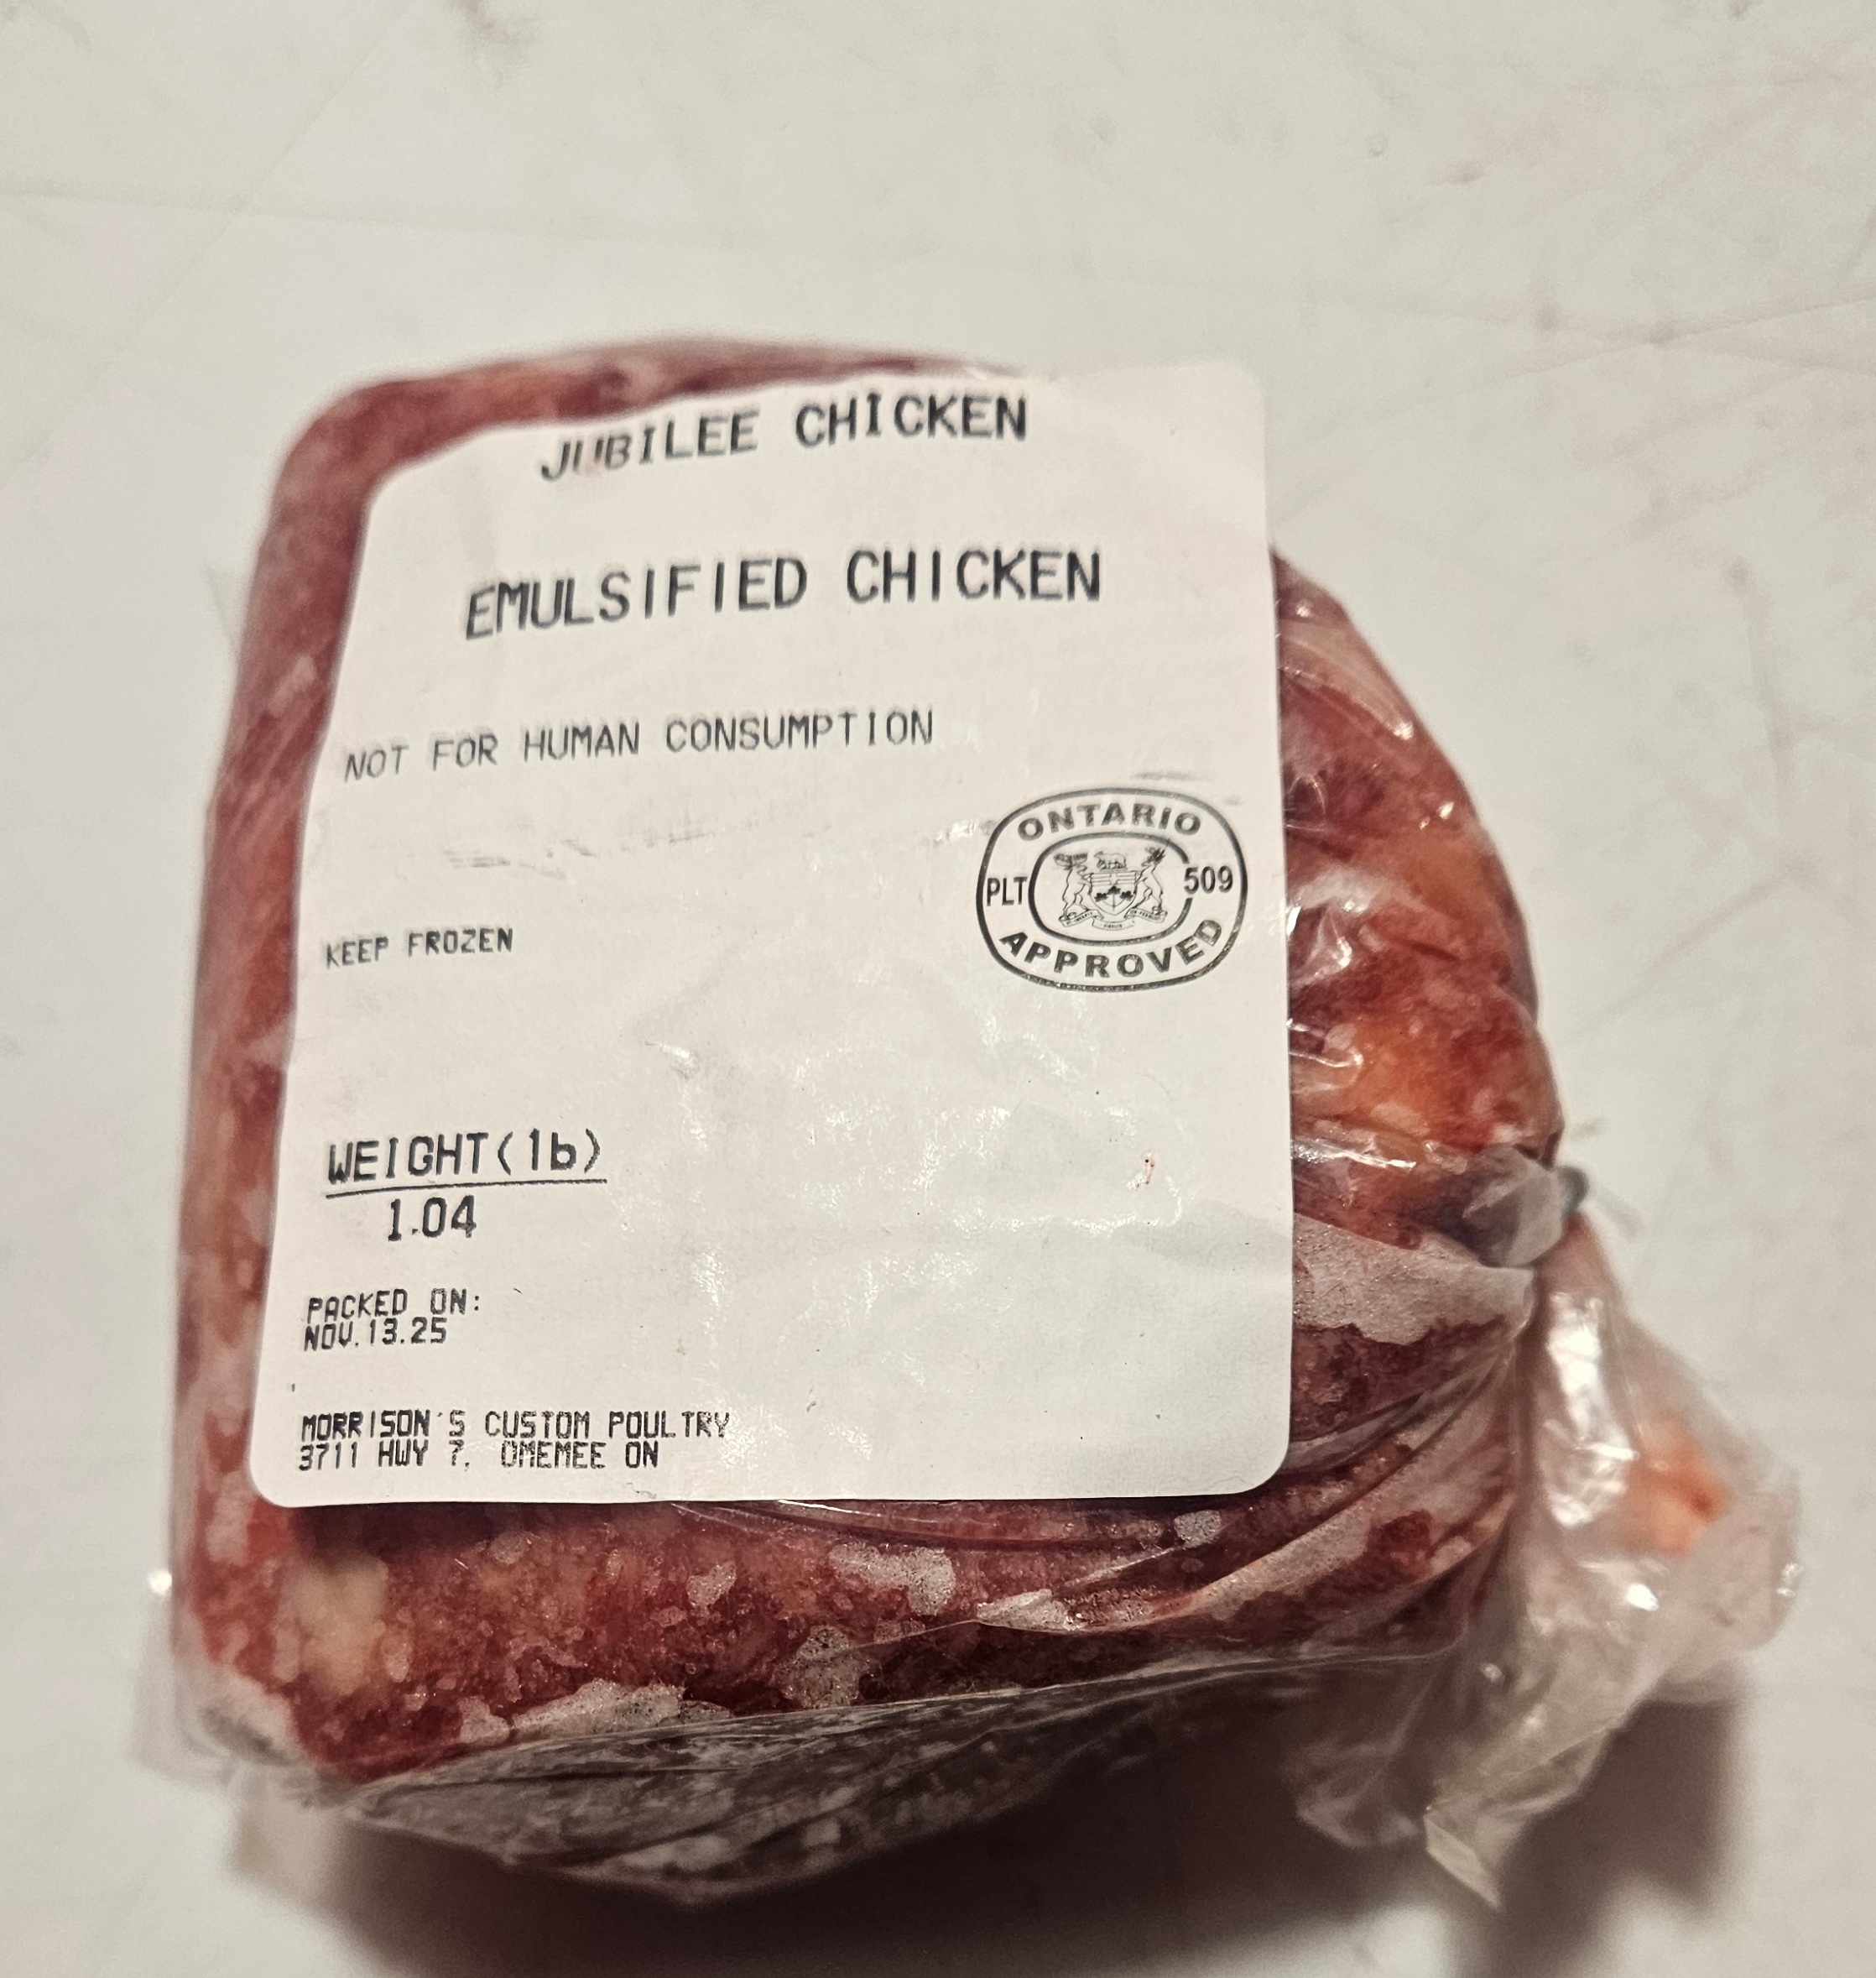 JUBILEE CHICKEN
EMULSIFIED CHICKEN
NOT FOR HUMAN CONSUMPTION
ONTARIO
PLT 509
APPROVED
KEEP FROZEN
WEIGHT(lb)
1.04
PACKED ON:
NOV.13.25
MORRISON'S CUSTOM POULTRY
3711 HWY 7, OMEMEE ON